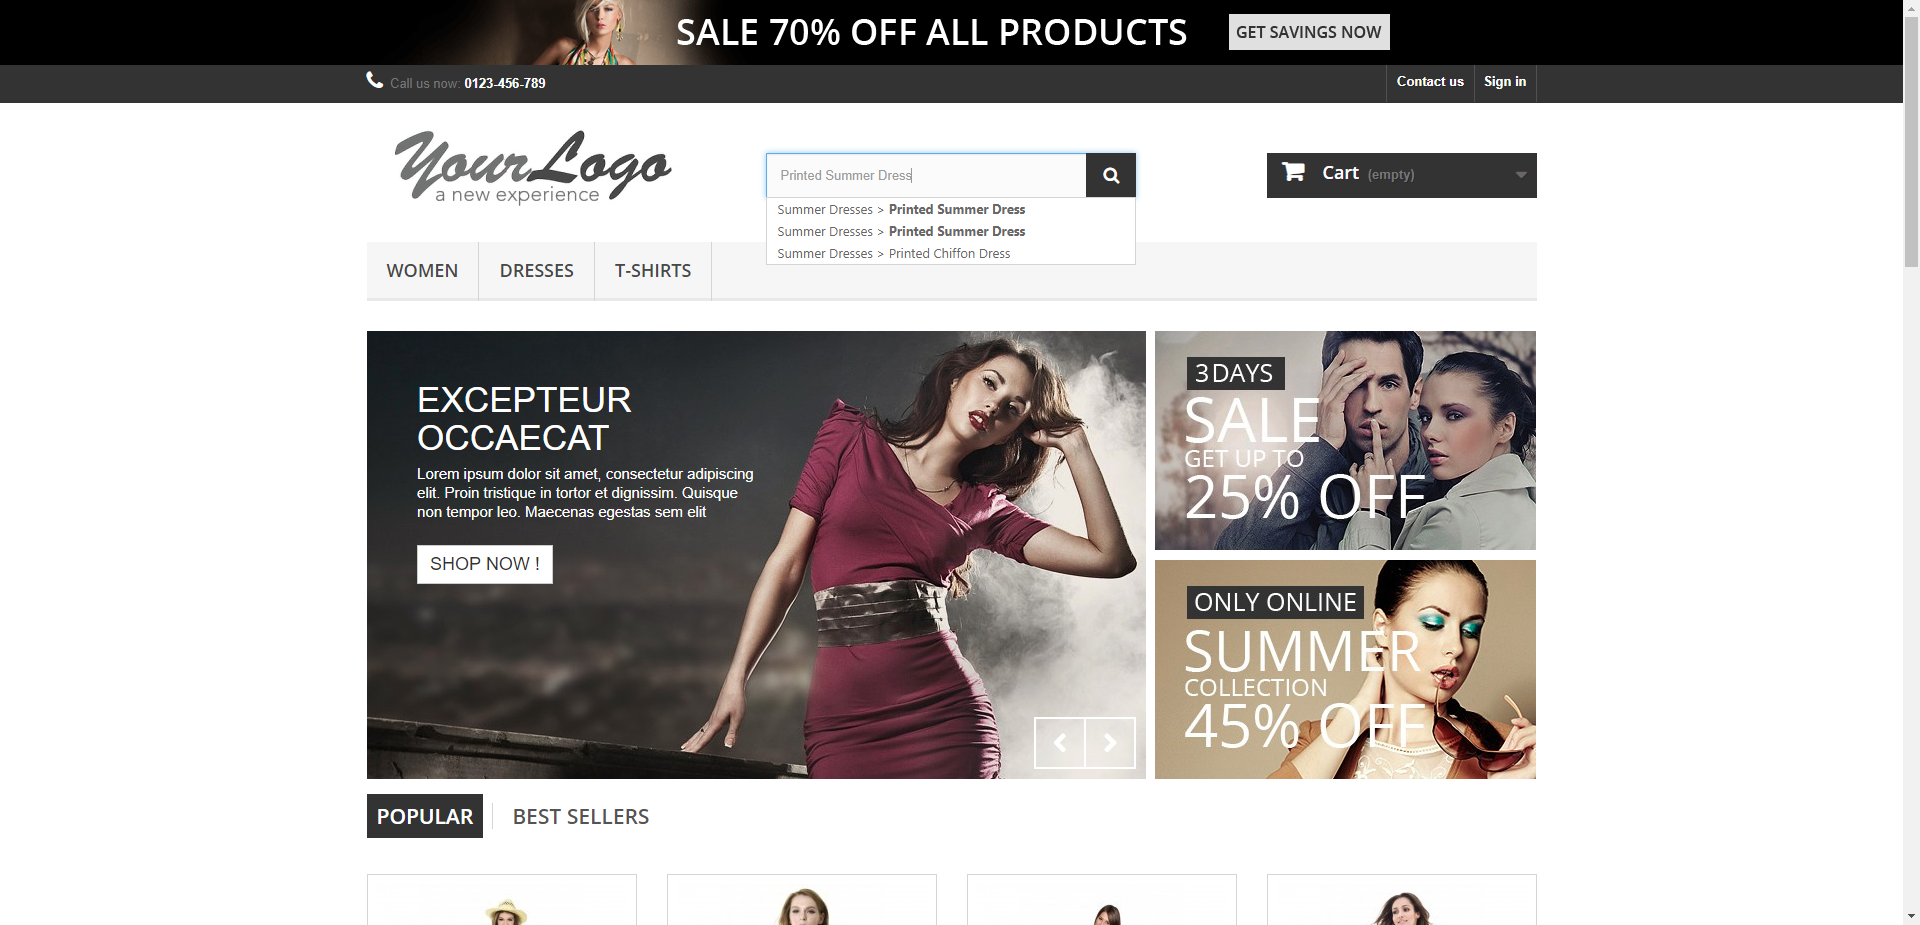 SALE 70% OFF ALL PRODUCTS
GET SAVINGS NOW
Call us now: 0123-456-789
Contact us
Sign in
YourLogo
a new experience
Printed Summer Dress
Cart (empty)
Summer Dresses > Printed Summer Dress
Summer Dresses > Printed Summer Dress
Summer Dresses > Printed Chiffon Dress
WOMEN
DRESSES
T-SHIRTS
EXCEPTEUR
OCCAECAT
Lorem ipsum dolor sit amet, consectetur adipiscing
elit. Proin tristique in tortor et dignissim. Quisque
non tempor leo. Maecenas egestas sem elit
SHOP NOW !
3 DAYS
SALE
GET UP TO
25% OFF
ONLY ONLINE
SUMMER
COLLECTION
45% OFF
POPULAR
BEST SELLERS